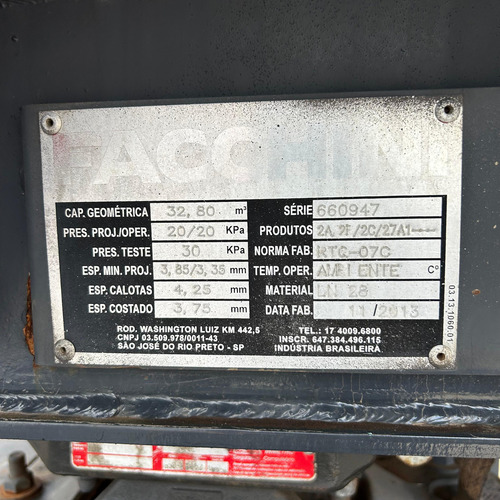 FACCHINI
CAP. GEOMÉTRICA 32,80 m³ SÉRIE 660947
PRES. PROJ./OPER. 20/20 KPa PRODUTOS 2A,2F/2C/27A1----
PRES. TESTE 30 KPa NORMA FAB. RTQ-07C
ESP. MIN. PROJ. 3,85/3,35 mm TEMP. OPER. AMBIENTE Cº
ESP. CALOTAS 4,25 mm MATERIAL LN 28
ESP. COSTADO 3,75 mm DATA FAB. 11/2013
ROD. WASHINGTON LUIZ KM 442,5 TEL.: 17 4009.6800
CNPJ 03.509.978/0011-43 INSCR. 647.384.496.115
SÃO JOSÉ DO RIO PRETO - SP INDÚSTRIA BRASILEIRA
03.13.1060.01